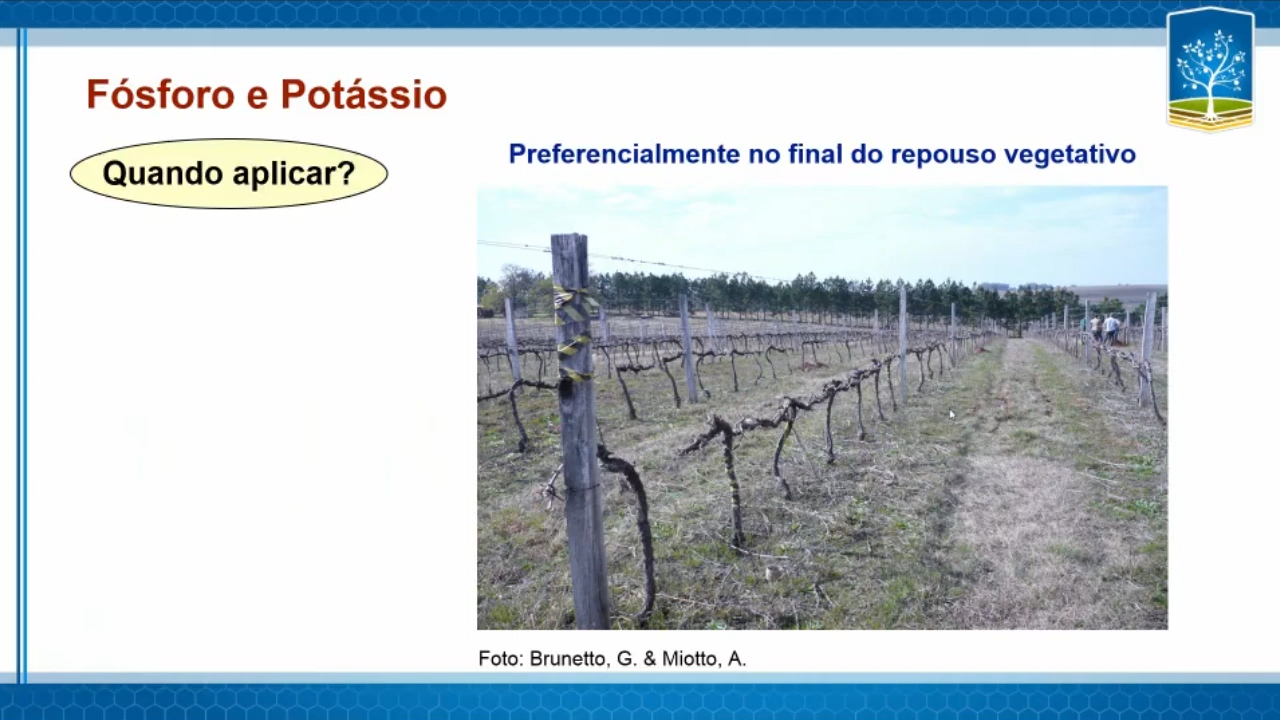 Fósforo e Potássio
Quando aplicar?
Preferencialmente no final do repouso vegetativo
Foto: Brunetto, G. & Miotto, A.